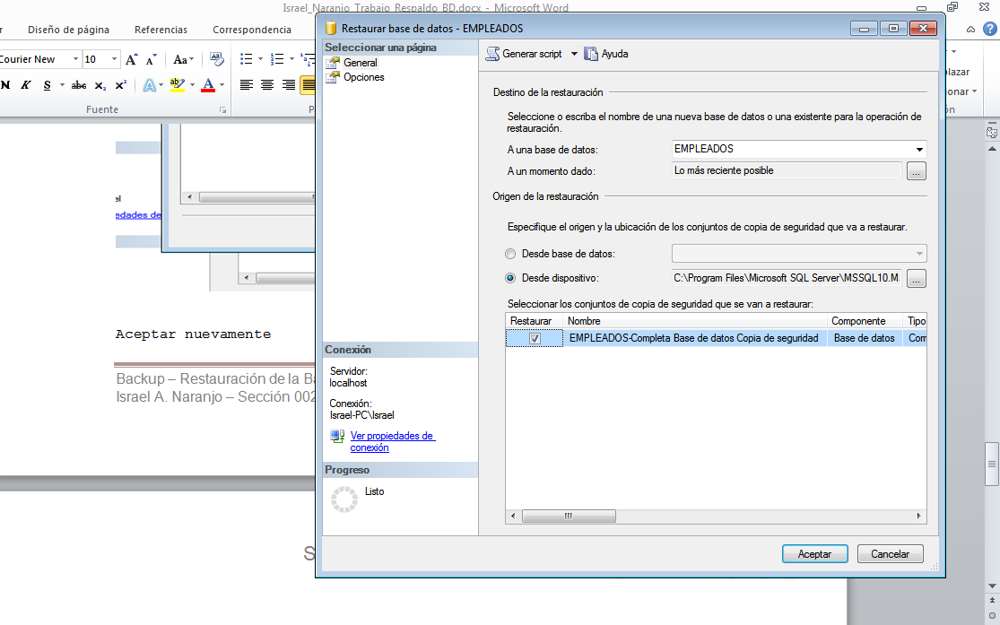 Israel_Naranjo_Trabajo_Respaldo_BD.docx - Microsoft Word
Diseño de página Referencias Correspondencia
Courier New 10 Aa
N K S abc x₂ x² A ab A
Fuente
Restaurar base de datos - EMPLEADOS
Seleccionar una página
General
Opciones
Generar script Ayuda
Destino de la restauración
Seleccione o escriba el nombre de una nueva base de datos o una existente para la operación de
restauración.
A una base de datos: EMPLEADOS
A un momento dado: Lo más reciente posible ...
Origen de la restauración
Especifique el origen y la ubicación de los conjuntos de copia de seguridad que va a restaurar.
Desde base de datos:
Desde dispositivo: C:\Program Files\Microsoft SQL Server\MSSQL10.M ...
Seleccionar los conjuntos de copia de seguridad que se van a restaurar:
Restaurar Nombre Componente Tipo
EMPLEADOS-Completa Base de datos Copia de seguridad Base de datos Com
Conexión
Servidor:
localhost
Conexión:
Israel-PC\Israel
Ver propiedades de
conexión
Progreso
Listo
Aceptar Cancelar
el
edades de
Aceptar nuevamente
Backup – Restauración de la Ba
Israel A. Naranjo – Sección 002
S
lazar
onar
ón